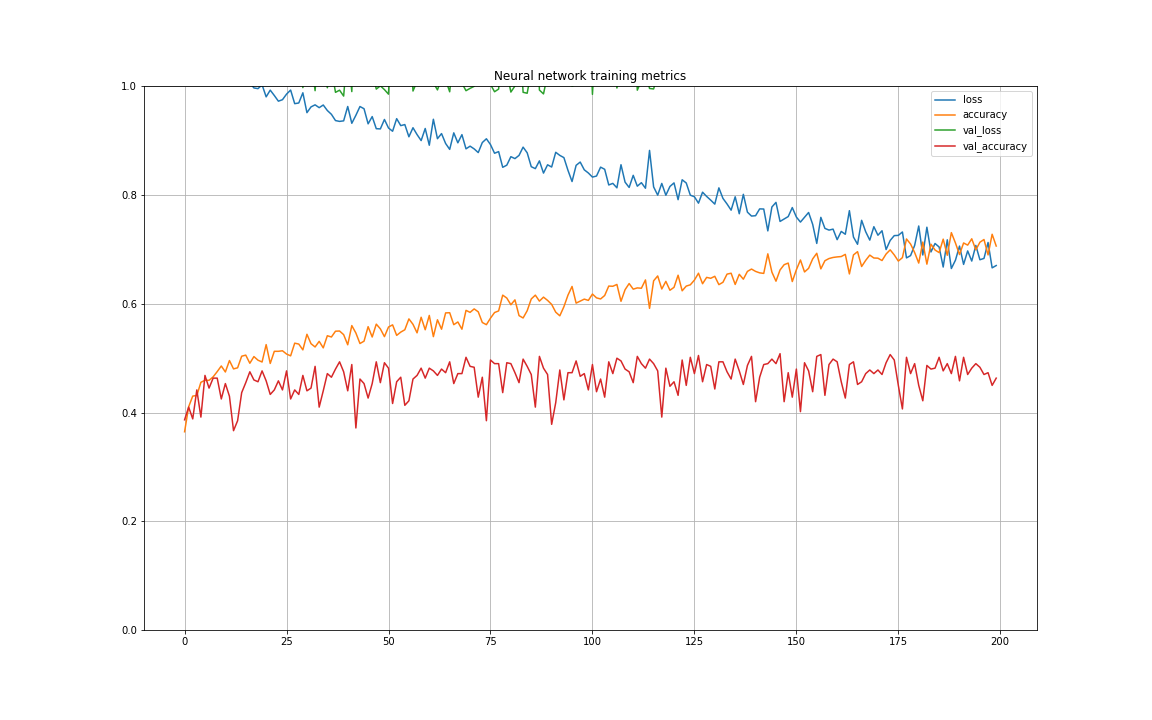 Neural network training metrics
1.0
0.8
0.6
0.4
0.2
0.0
0 25 50 75 100 125 150 175 200
loss
accuracy
val_loss
val_accuracy